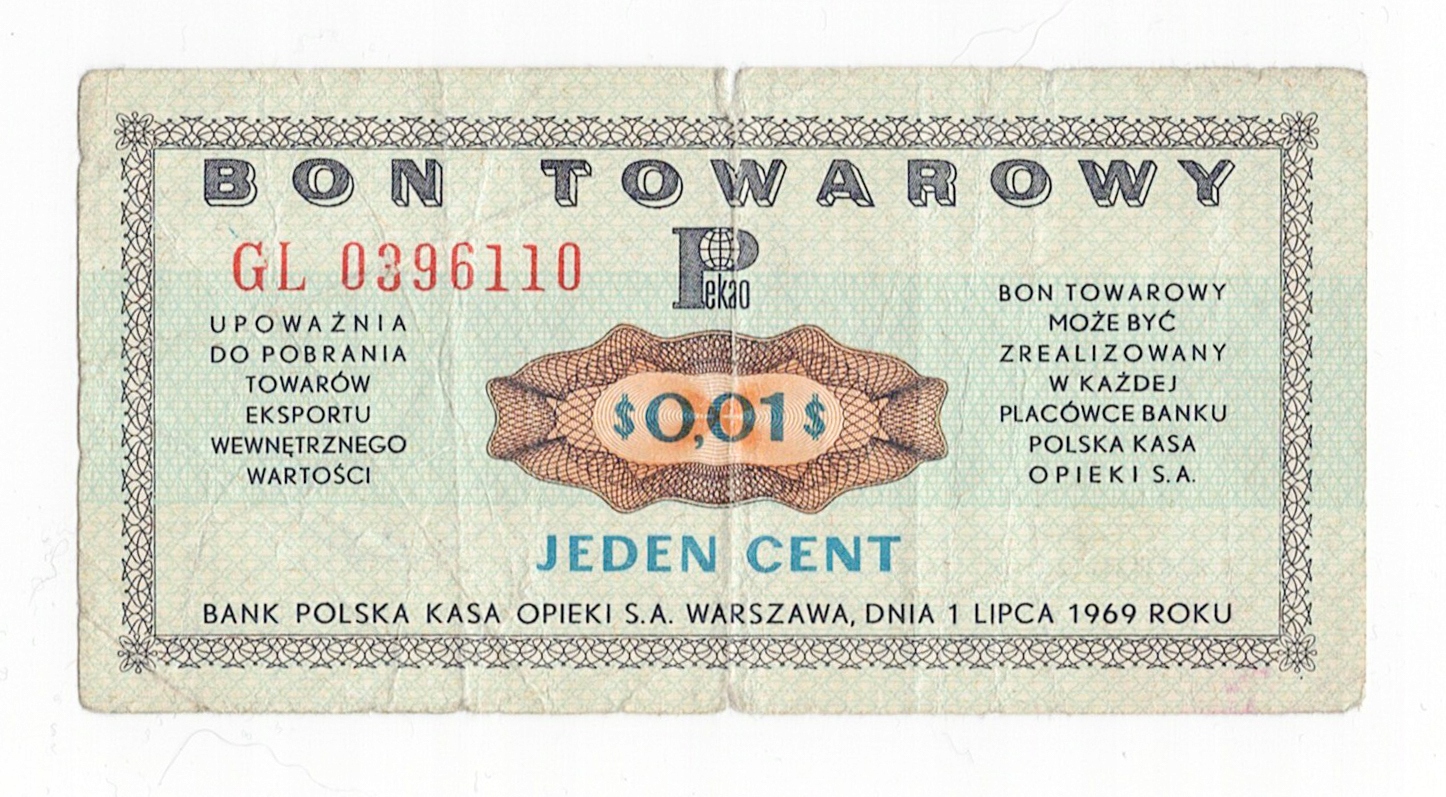 BON TOWAROWY
GL 0396110
Pekao
UPOWAŻNIA
DO POBRANIA
TOWARÓW
EKSPORTU
WEWNĘTRZNEGO
WARTOŚCI
$0,01$
BON TOWAROWY
MOŻE BYĆ
ZREALIZOWANY
W KAŻDEJ
PLACÓWCE BANKU
POLSKA KASA
OPIEKI S.A.
JEDEN CENT
BANK POLSKA KASA OPIEKI S.A. WARSZAWA, DNIA 1 LIPCA 1969 ROKU